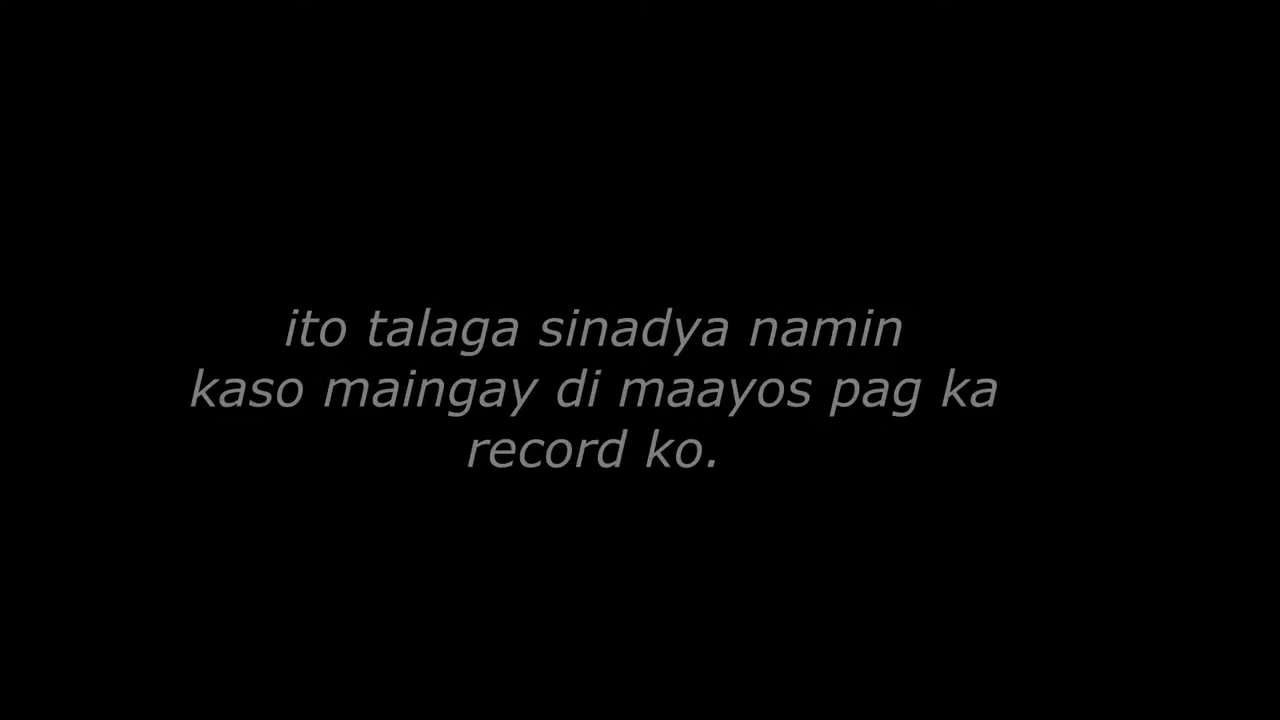 ito talaga sinadya namin
kaso maingay di maayos pag ka
record ko.